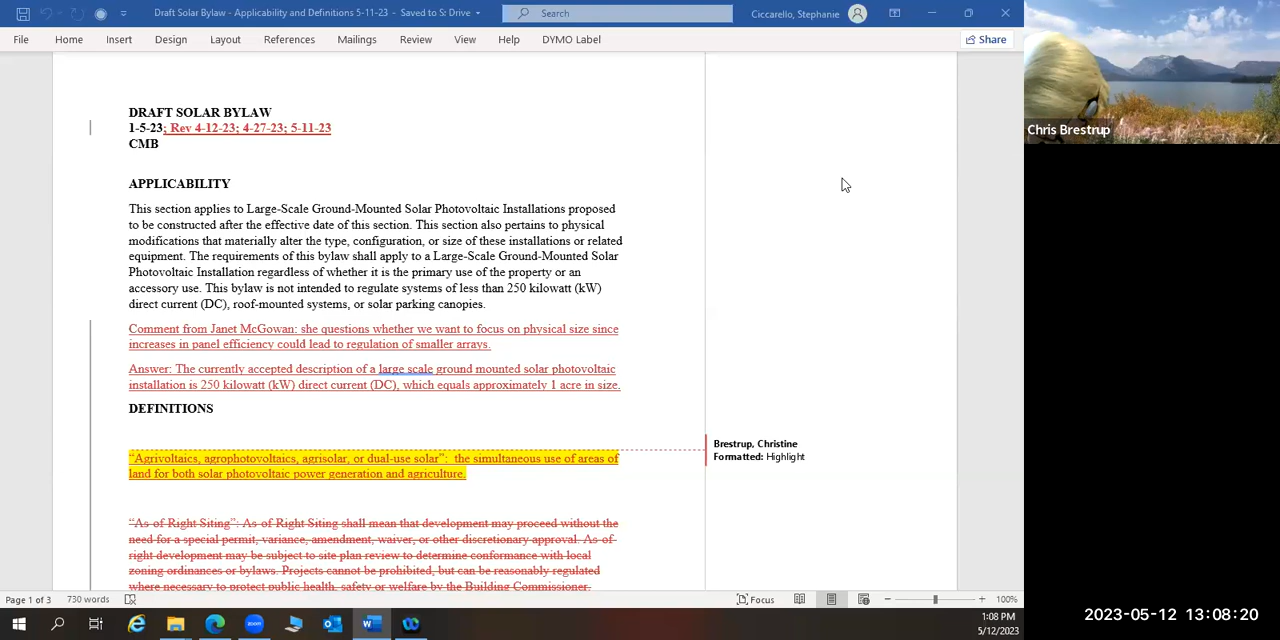 Draft Solar Bylaw - Applicability and Definitions 5-11-23 - Saved to S: Drive
Search
Ciccarello, Stephanie
File Home Insert Design Layout References Mailings Review View Help DYMO Label
Share
DRAFT SOLAR BYLAW
1-5-23; Rev 4-12-23; 4-27-23; 5-11-23
CMB
APPLICABILITY
This section applies to Large-Scale Ground-Mounted Solar Photovoltaic Installations proposed
to be constructed after the effective date of this section. This section also pertains to physical
modifications that materially alter the type, configuration, or size of these installations or related
equipment. The requirements of this bylaw shall apply to a Large-Scale Ground-Mounted Solar
Photovoltaic Installation regardless of whether it is the primary use of the property or an
accessory use. This bylaw is not intended to regulate systems of less than 250 kilowatt (kW)
direct current (DC), roof-mounted systems, or solar parking canopies.
Comment from Janet McGowan: she questions whether we want to focus on physical size since
increases in panel efficiency could lead to regulation of smaller arrays.
Answer: The currently accepted description of a large scale ground mounted solar photovoltaic
installation is 250 kilowatt (kW) direct current (DC), which equals approximately 1 acre in size.
DEFINITIONS
Brestrup, Christine
Formatted: Highlight
“Agrivoltaics, agrophotovoltaics, agrisolar, or dual-use solar”: the simultaneous use of areas of
land for both solar photovoltaic power generation and agriculture.
“As-of-Right Siting”: As-of-Right Siting shall mean that development may proceed without the
need for a special permit, variance, amendment, waiver, or other discretionary approval. As-of-
right development may be subject to site plan review to determine conformance with local
zoning ordinances or bylaws. Projects cannot be prohibited, but can be reasonably regulated
where necessary to protect public health, safety or welfare by the Building Commissioner.
Page 1 of 3 730 words
Focus
100%
1:08 PM
5/12/2023
Chris Brestrup
2023-05-12 13:08:20